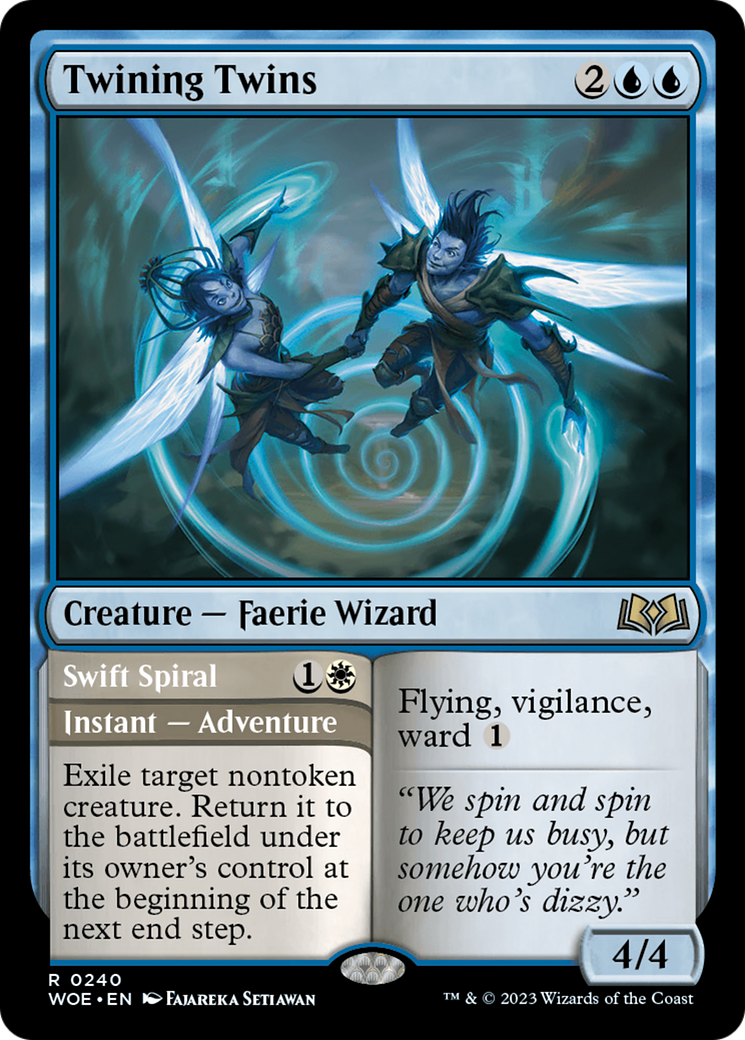 Twining Twins 2
Creature — Faerie Wizard
Swift Spiral 1
Instant — Adventure
Exile target nontoken
creature. Return it to
the battlefield under
its owner's control at
the beginning of the
next end step.
Flying, vigilance,
ward 1
“We spin and spin
to keep us busy, but
somehow you're the
one who's dizzy.”
4/4
R 0240
WOE • EN Fajareka Setiawan
™ & © 2023 Wizards of the Coast